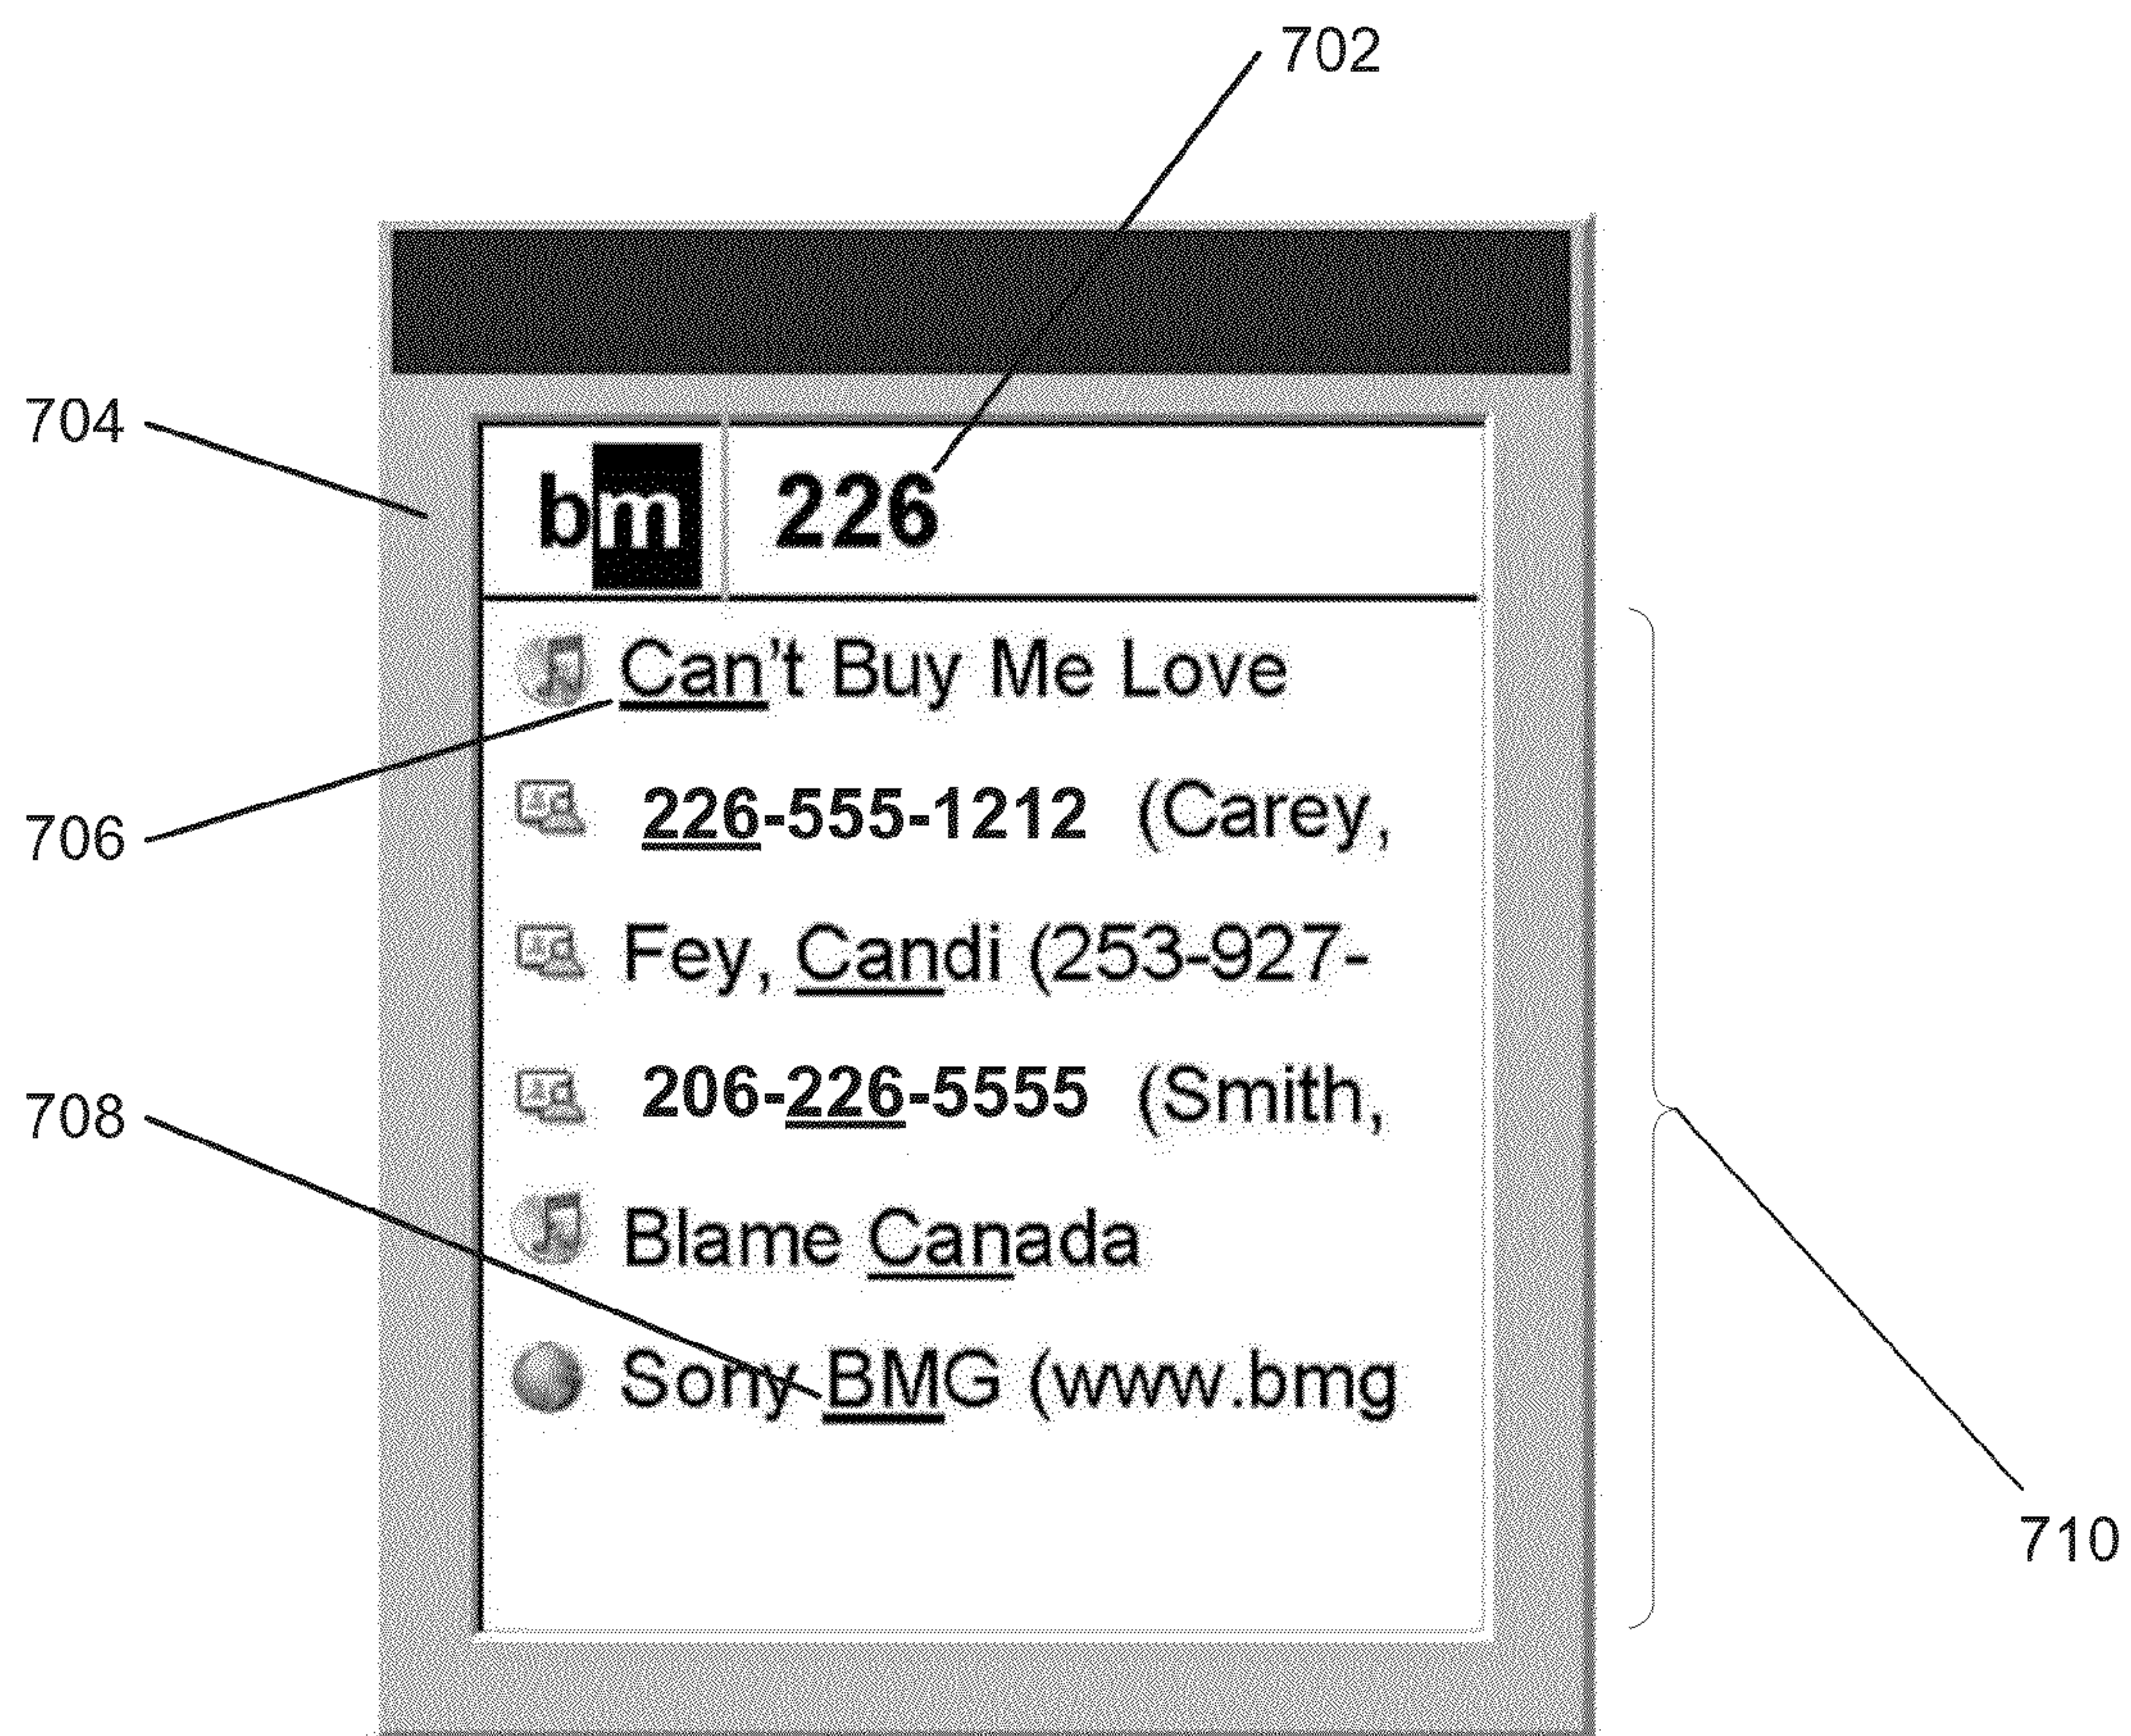 702
704
bm 226
Can't Buy Me Love
706
226-555-1212 (Carey,
Fey, Candi (253-927-
708
206-226-5555 (Smith,
Blame Canada
Sony BMG (www.bmg
710